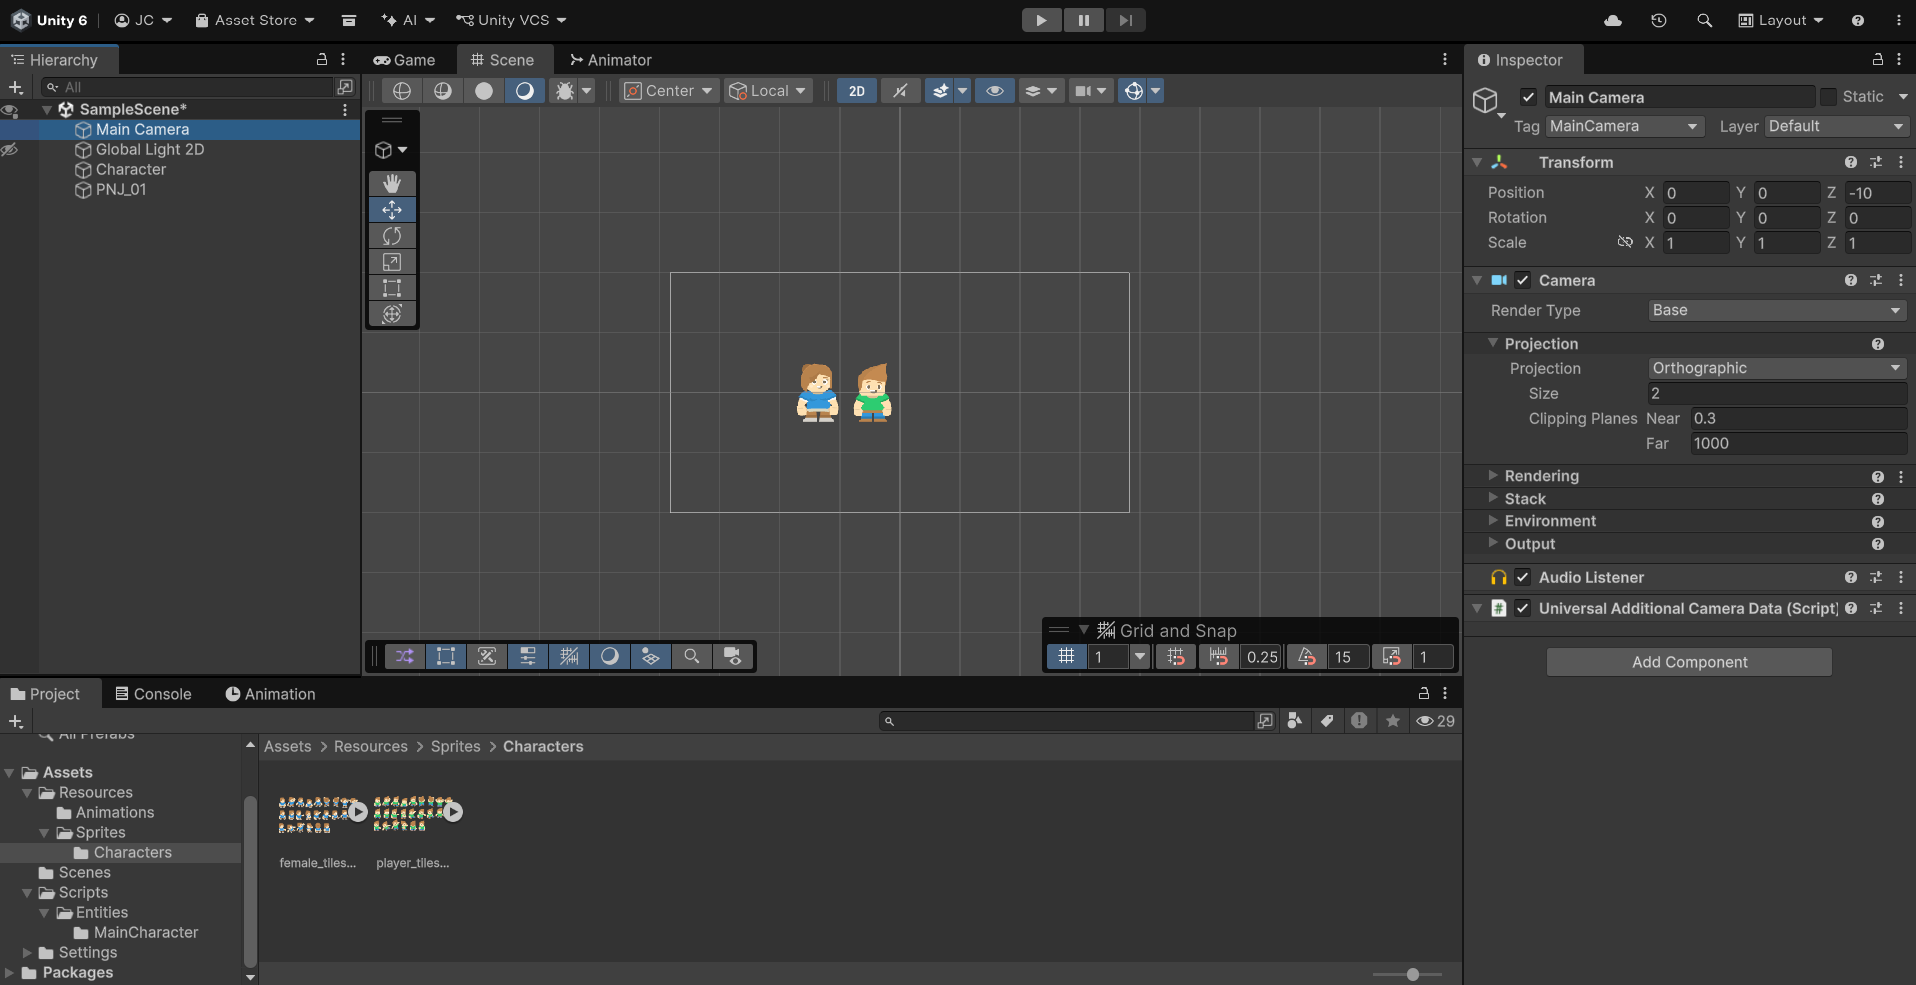 Unity 6 JC Asset Store AI Unity VCS Layout
Hierarchy
All
SampleScene*
Main Camera
Global Light 2D
Character
PNJ_01
Game Scene Animator
Center Local 2D
Grid and Snap
1 0.25 15 1
Inspector
Main Camera Static
Tag MainCamera Layer Default
Transform
Position X 0 Y 0 Z -10
Rotation X 0 Y 0 Z 0
Scale X 1 Y 1 Z 1
Camera
Render Type Base
Projection
Projection Orthographic
Size 2
Clipping Planes Near 0.3
Far 1000
Rendering
Stack
Environment
Output
Audio Listener
Universal Additional Camera Data (Script)
Add Component
Project Console Animation
29
All Prefabs
Assets
Resources
Animations
Sprites
Characters
Scenes
Scripts
Entities
MainCharacter
Settings
Packages
Assets > Resources > Sprites > Characters
female_tiles... player_tiles...